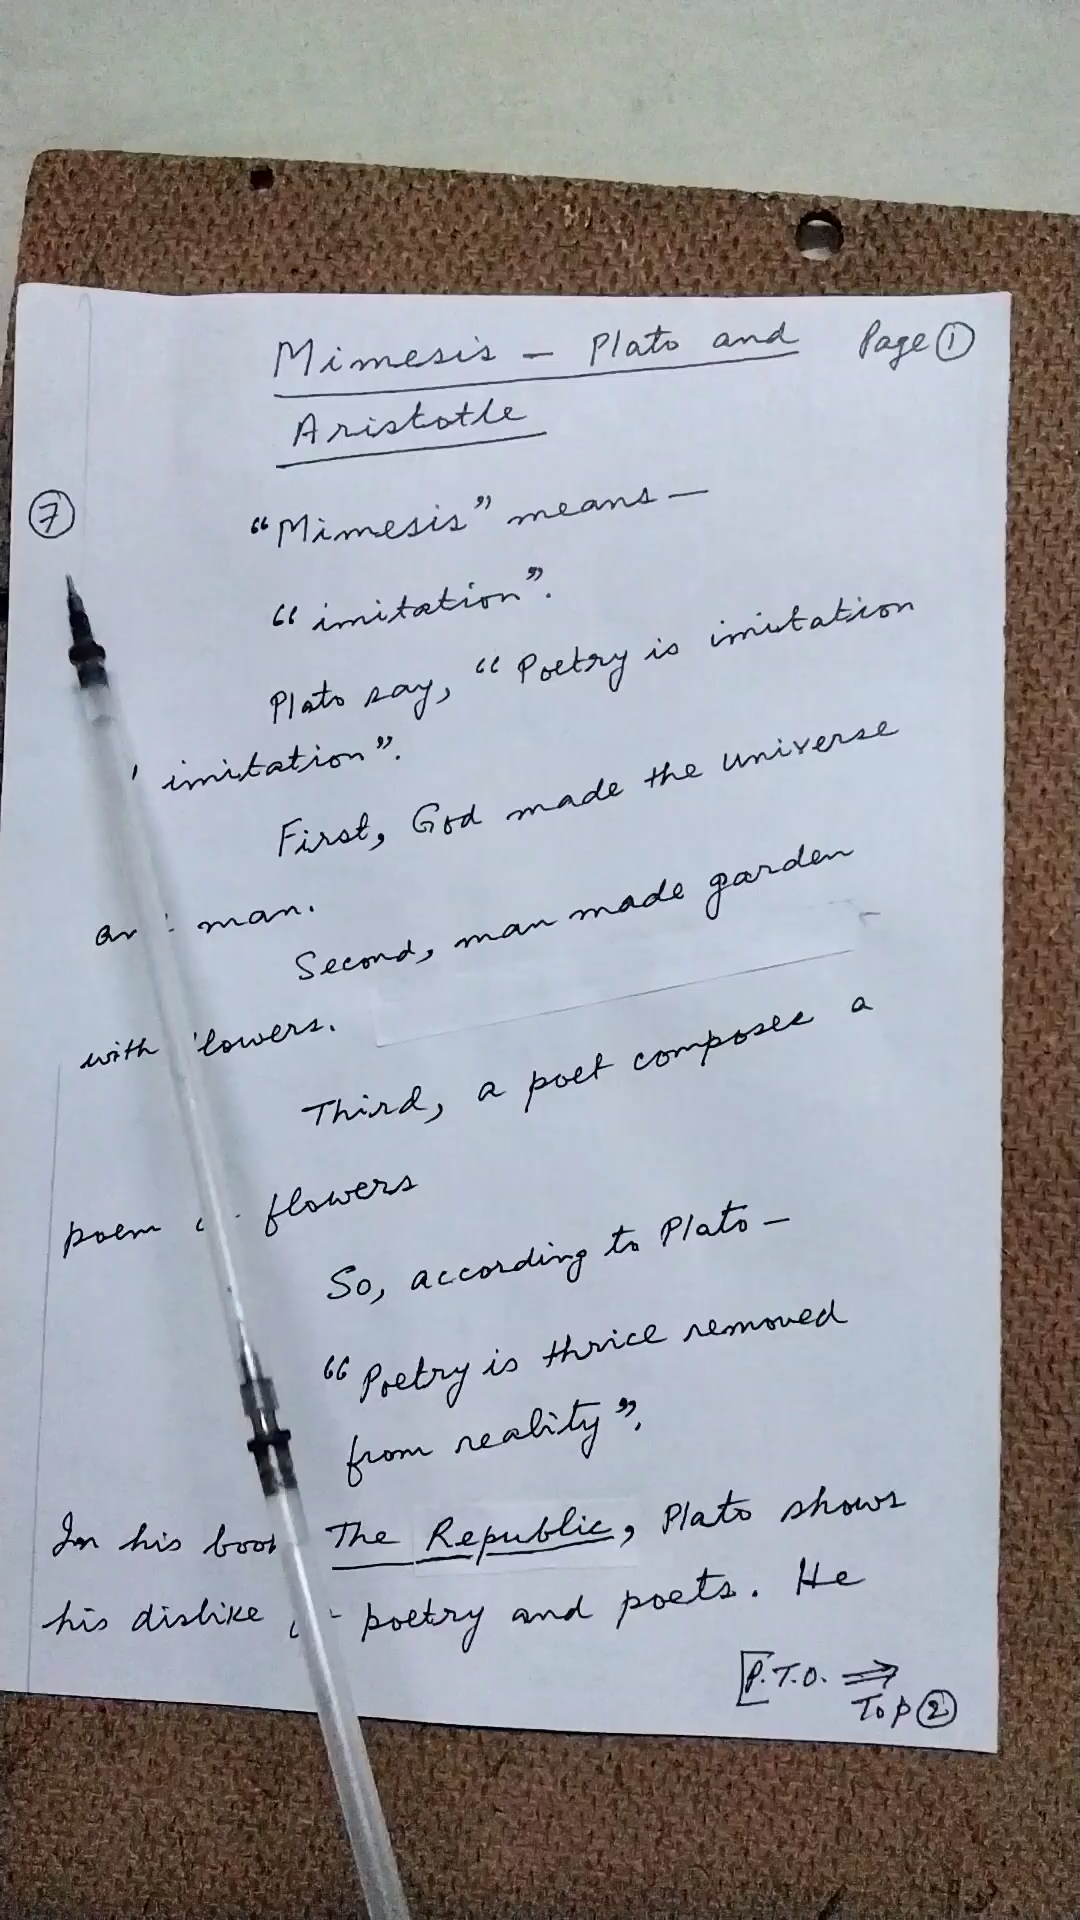 Mimesis – Plato and Page ①
Aristotle
⑦
"Mimesis" means –
"imitation".
Plato say, "Poetry is imitation
imitation".
First, God made the universe
man.
Second, man made garden
with
Third, a poet composee a
poem flowers
So, according to Plato –
"Poetry is thrice removed
from reality".
In his The Republic, Plato shows
his dislike poetry and poets. He
[P.T.O. ⇒
To p ②